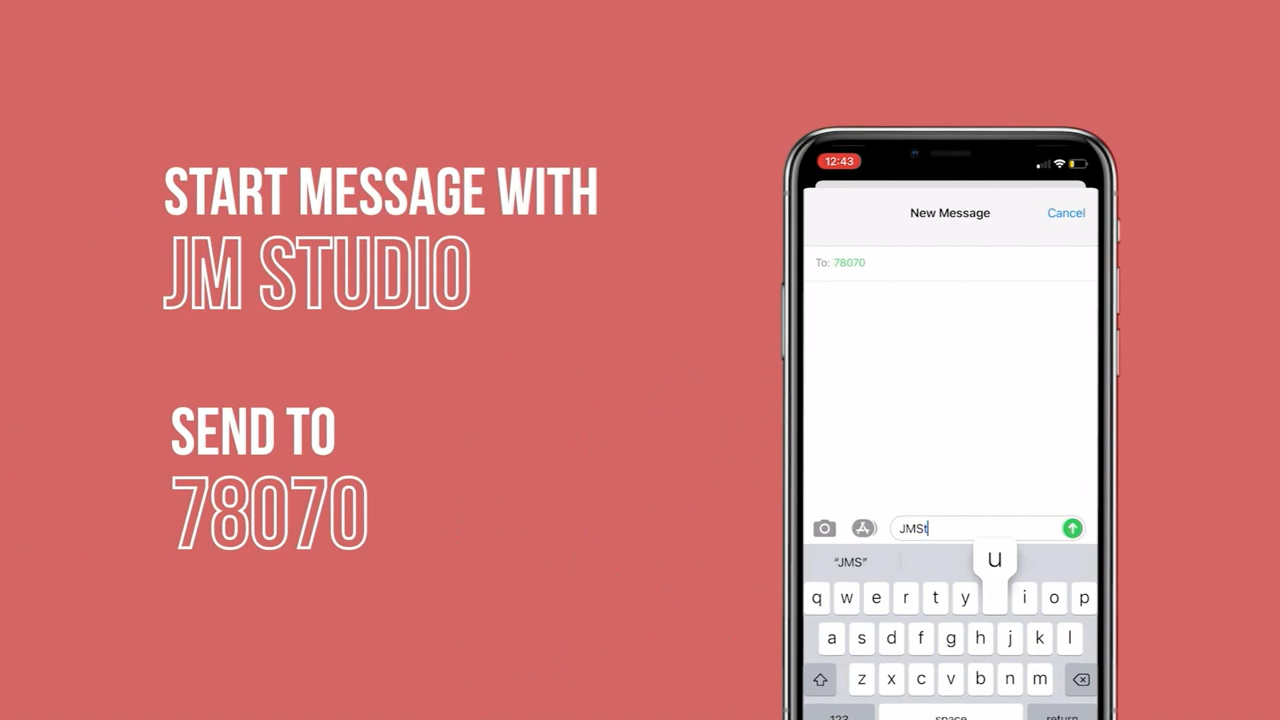 START MESSAGE WITH
JM STUDIO
SEND TO
78070
12:43
New Message
Cancel
To: 78070
JMSt
"JMS"
u
q w e r t y i o p
a s d f g h j k l
z x c v b n m
123 space return